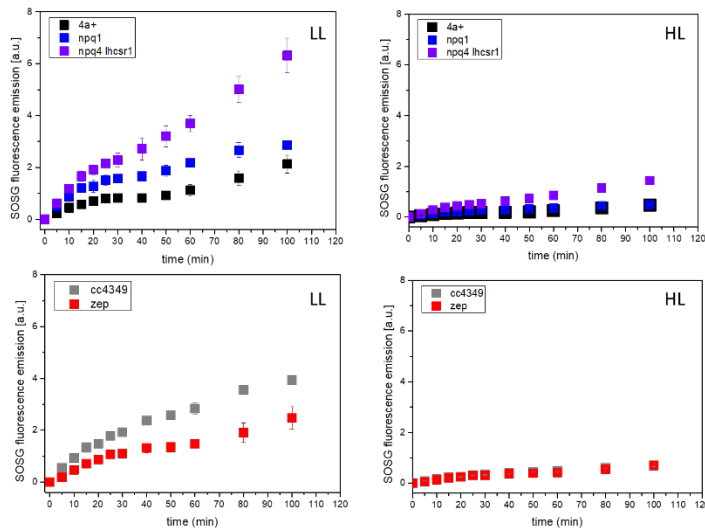 4a+
npq1
npq4 lhcsr1
LL
SOSG fluorescence emission [a.u.]
8
6
4
2
0
0 10 20 30 40 50 60 70 80 90 100 110 120
time (min)
4a+
npq1
npq4 lhcsr1
HL
SOSG fluorescence emission [a.u.]
8
6
4
2
0
0 10 20 30 40 50 60 70 80 90 100 110 120
time (min)
cc4349
zep
LL
SOSG fluorescence emission [a.u.]
8
6
4
2
0
0 10 20 30 40 50 60 70 80 90 100 110 120
time (min)
cc4349
zep
HL
SOSG fluorescence emission [a.u.]
8
6
4
2
0
0 10 20 30 40 50 60 70 80 90 100 110 120
time (min)